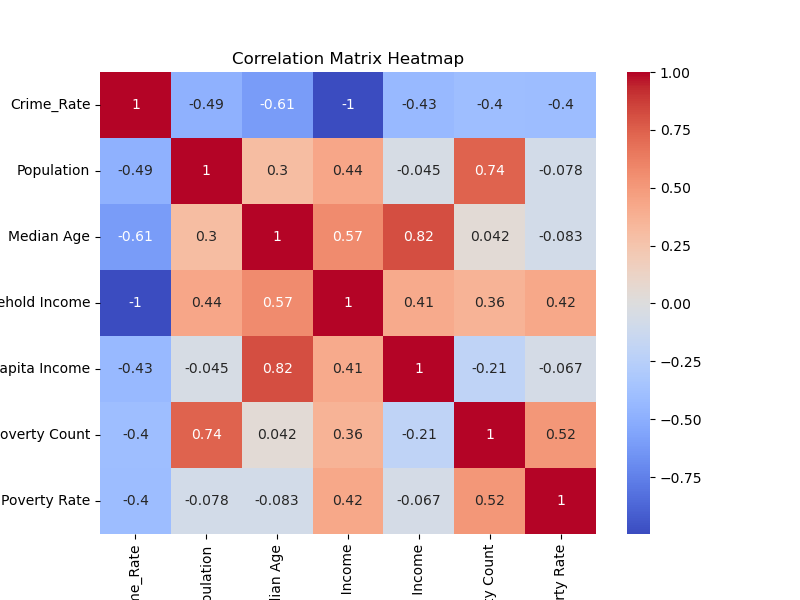 Correlation Matrix Heatmap
Crime_Rate 1 -0.49 -0.61 -1 -0.43 -0.4 -0.4
Population -0.49 1 0.3 0.44 -0.045 0.74 -0.078
Median Age -0.61 0.3 1 0.57 0.82 0.042 -0.083
ehold Income -1 0.44 0.57 1 0.41 0.36 0.42
apita Income -0.43 -0.045 0.82 0.41 1 -0.21 -0.067
overty Count -0.4 0.74 0.042 0.36 -0.21 1 0.52
Poverty Rate -0.4 -0.078 -0.083 0.42 -0.067 0.52 1
me_Rate
pulation
dian Age
Income
Income
ty Count
rty Rate
1.00
0.75
0.50
0.25
0.00
−0.25
−0.50
−0.75